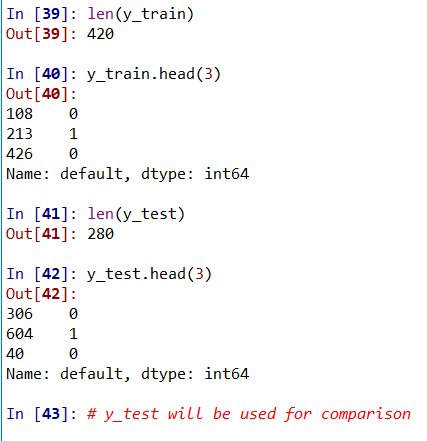 In [39]: len(y_train)
Out[39]: 420
In [40]: y_train.head(3)
Out[40]:
108    0
213    1
426    0
Name: default, dtype: int64
In [41]: len(y_test)
Out[41]: 280
In [42]: y_test.head(3)
Out[42]:
306    0
604    1
40     0
Name: default, dtype: int64
In [43]: # y_test will be used for comparison